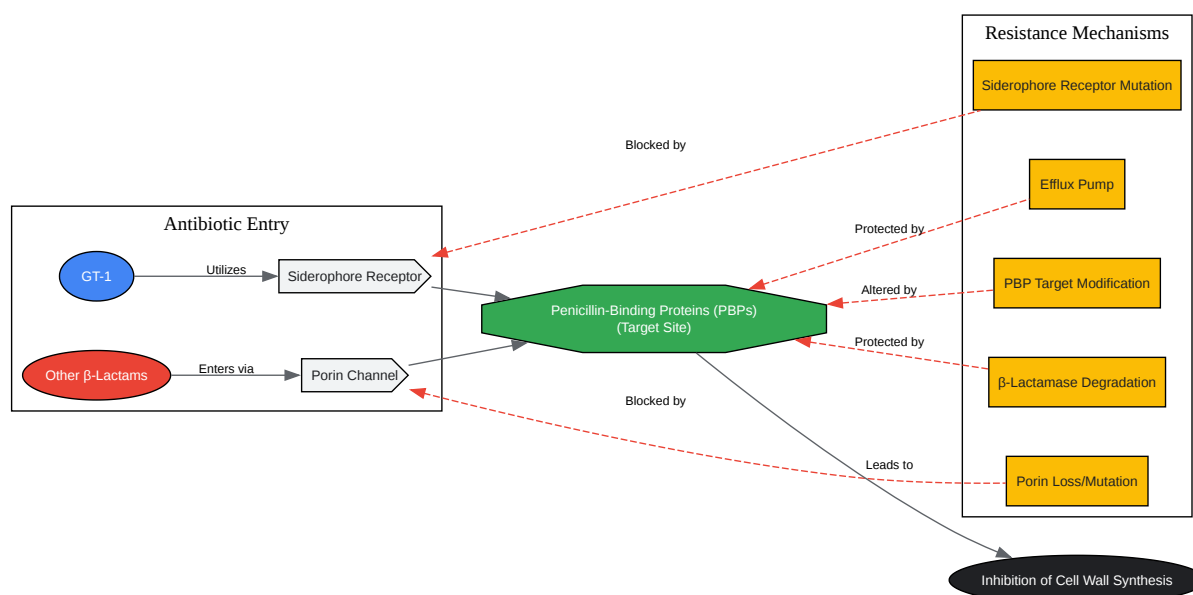 Resistance Mechanisms
Siderophore Receptor Mutation
Blocked by
Efflux Pump
Antibiotic Entry
Protected by
GT-1
Utilizes
Siderophore Receptor
PBP Target Modification
Altered by
Penicillin-Binding Proteins (PBPs)
(Target Site)
Protected by
Other β-Lactams
Enters via
Porin Channel
β-Lactamase Degradation
Blocked by
Leads to
Porin Loss/Mutation
Inhibition of Cell Wall Synthesis